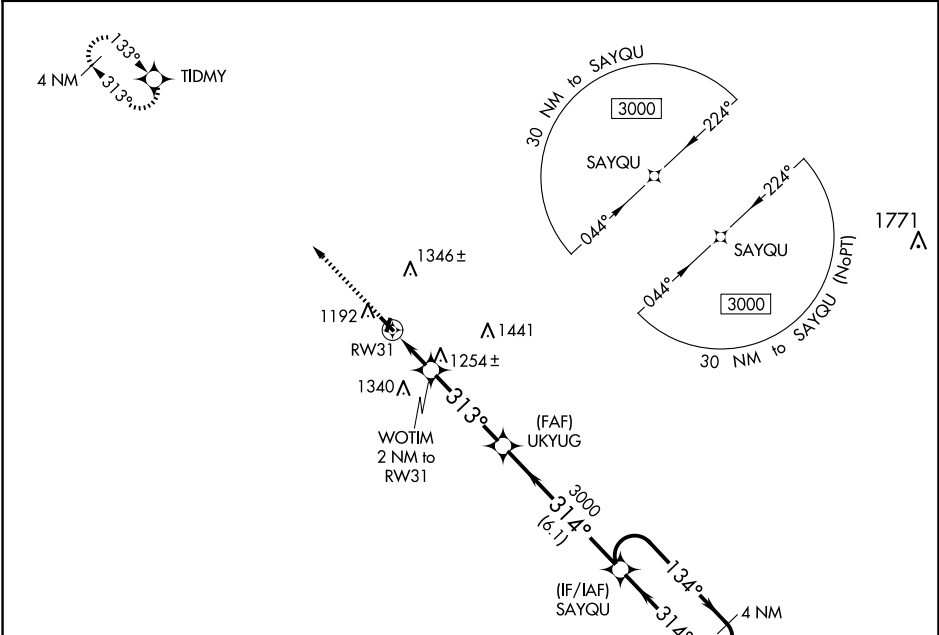 133°
4 NM
313°
TIDMY
30 NM to SAYQU
3000
224°
SAYQU
044°
224°
SAYQU
044°
3000
30 NM to SAYQU (NoPT)
1771
1346±
1192
RW31
1441
1254±
1340
WOTIM
2 NM to
RW31
313°
(FAF)
UKYUG
3000
314°
(6.1)
(IF/IAF)
SAYQU
134°
4 NM
314°